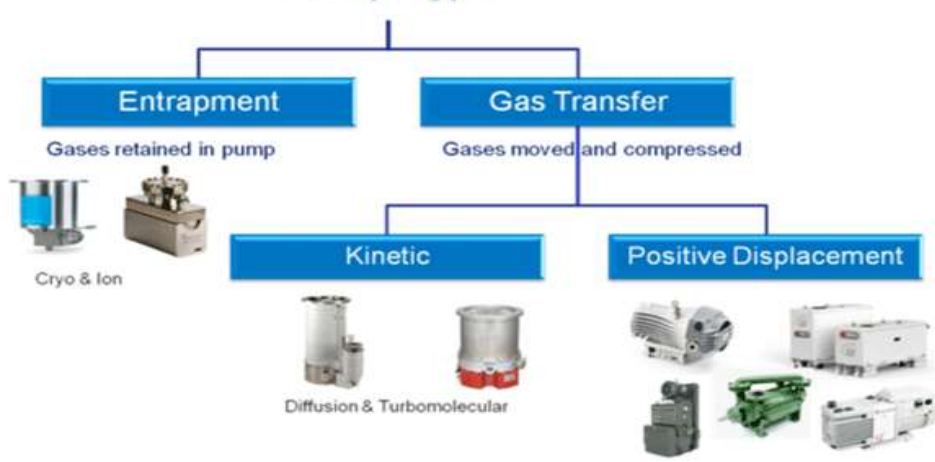 Entrapment
Gas Transfer
Gases retained in pump
Gases moved and compressed
Kinetic
Positive Displacement
Cryo & Ion
Diffusion & Turbomolecular